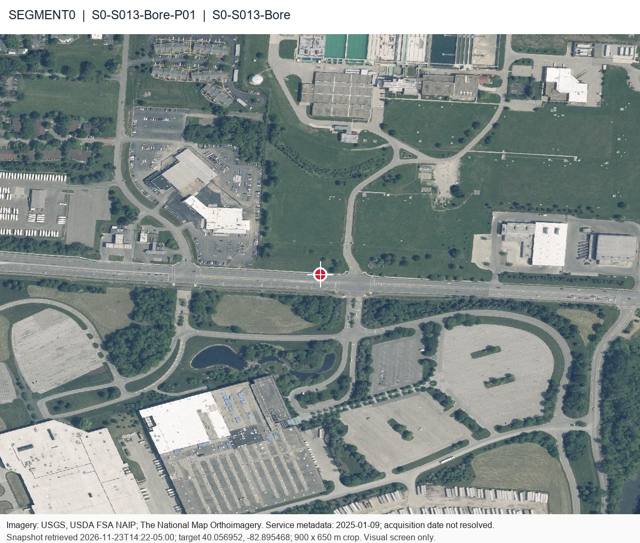 SEGMENT0 | S0-S013-Bore-P01 | S0-S013-Bore
Imagery: USGS, USDA FSA NAIP; The National Map Orthoimagery. Service metadata: 2025-01-09; acquisition date not resolved.
Snapshot retrieved 2026-11-23T14:22-05:00; target 40.056952, -82.895468; 900 x 650 m crop. Visual screen only.